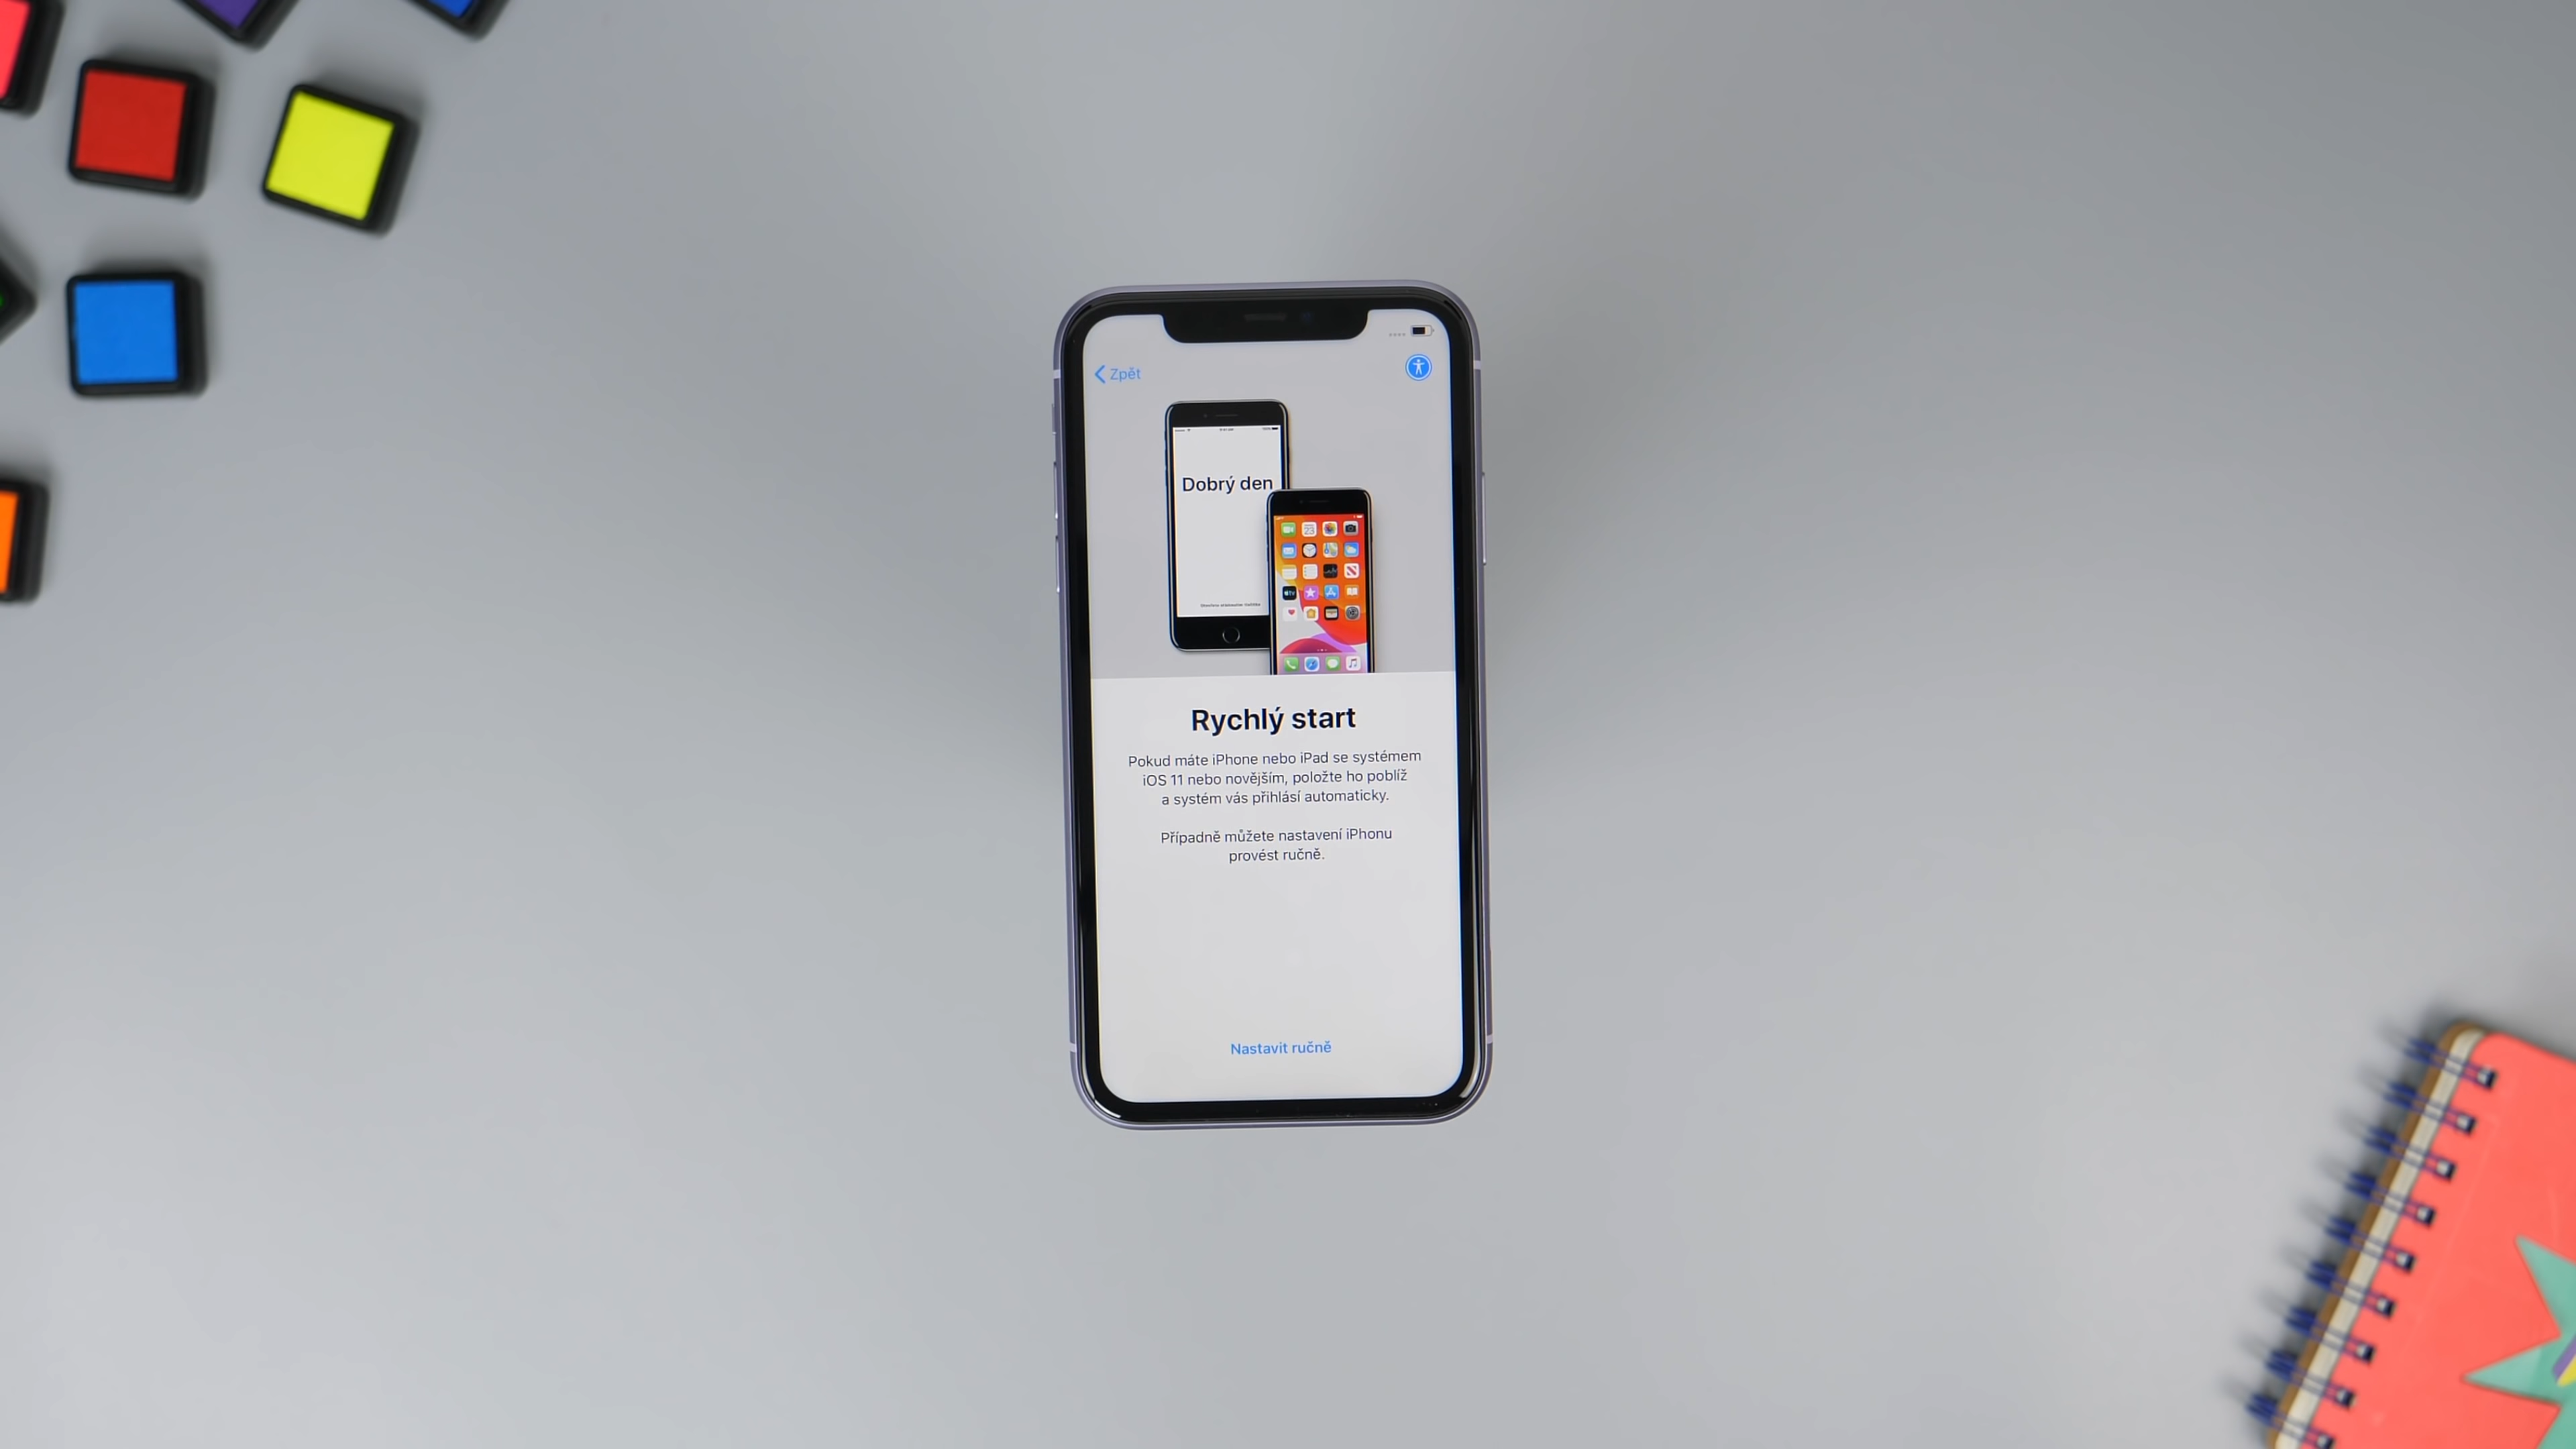 Zpět
Dobrý den
Rychlý start
Pokud máte iPhone nebo iPad se systémem
iOS 11 nebo novějším, položte ho poblíž
a systém vás přihlásí automaticky.
Případně můžete nastavení iPhonu
provést ručně.
Nastavit ručně